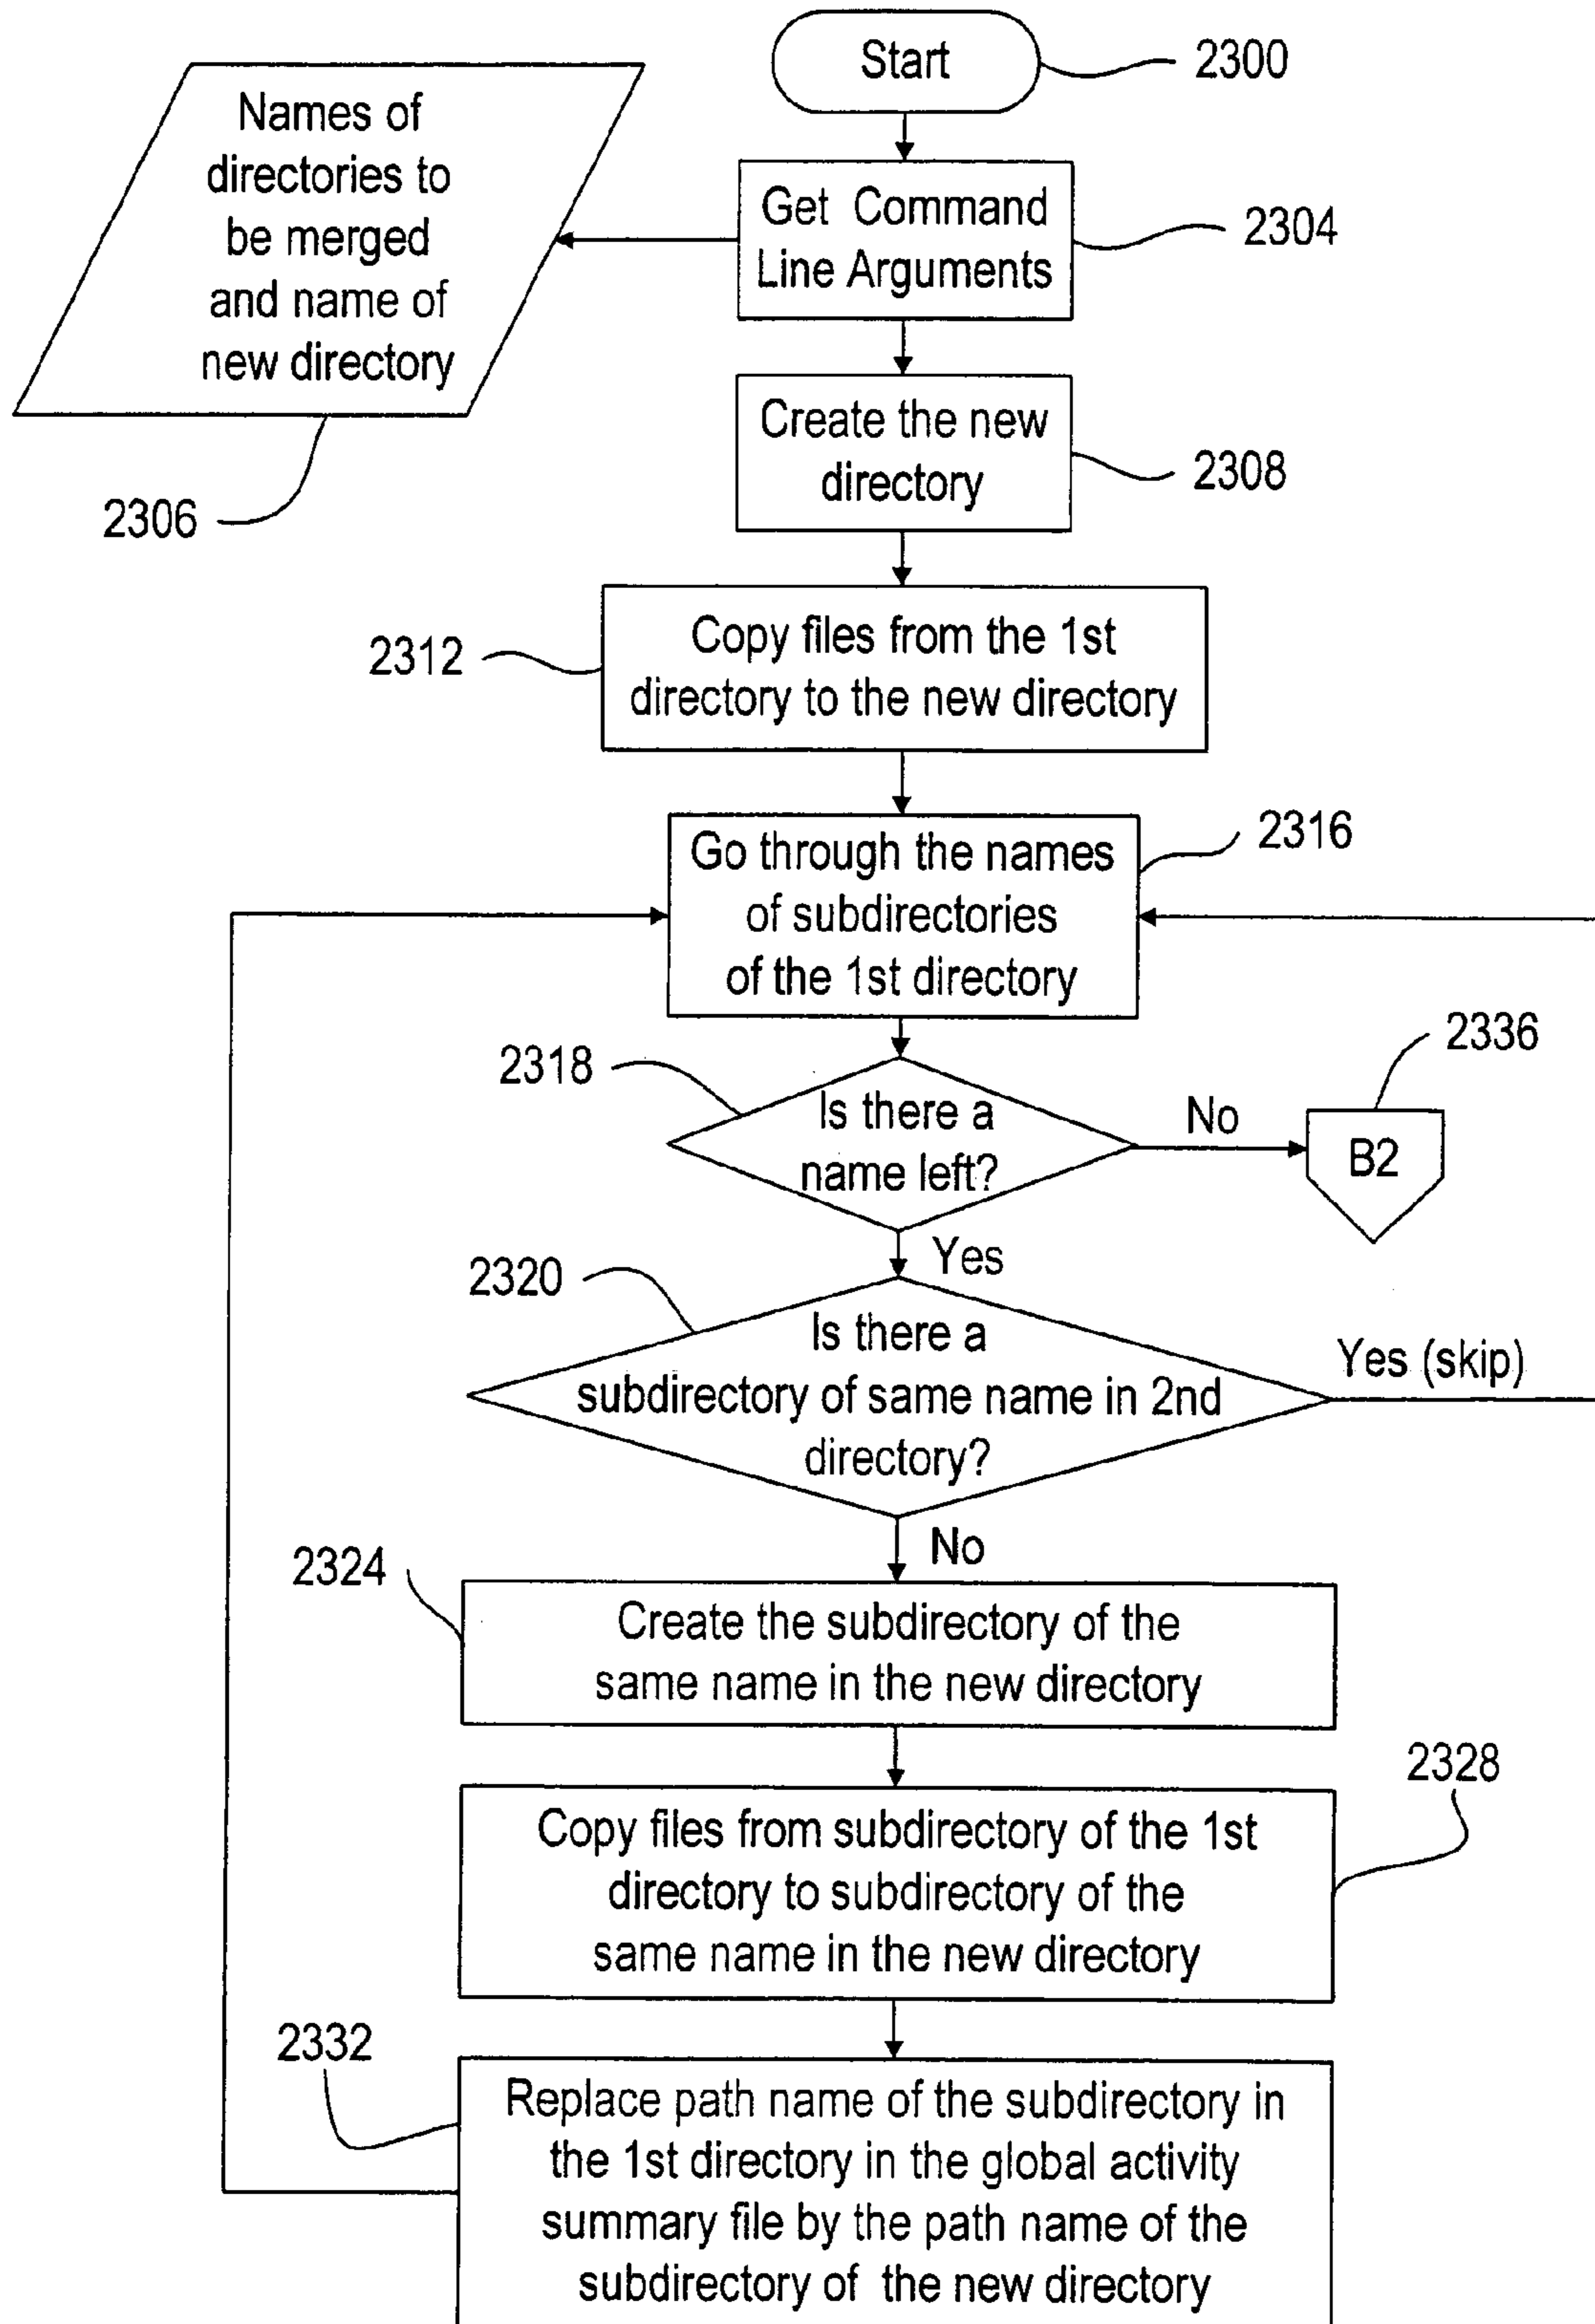 Start
2300
Names of
directories to
be merged
and name of
new directory
2306
Get Command
Line Arguments
2304
Create the new
directory
2308
2312
Copy files from the 1st
directory to the new directory
2316
Go through the names
of subdirectories
of the 1st directory
2318
Is there a
name left?
No
2336
B2
Yes
2320
Is there a
subdirectory of same name in 2nd
directory?
Yes (skip)
No
2324
Create the subdirectory of the
same name in the new directory
2328
Copy files from subdirectory of the 1st
directory to subdirectory of the
same name in the new directory
2332
Replace path name of the subdirectory in
the 1st directory in the global activity
summary file by the path name of the
subdirectory of the new directory